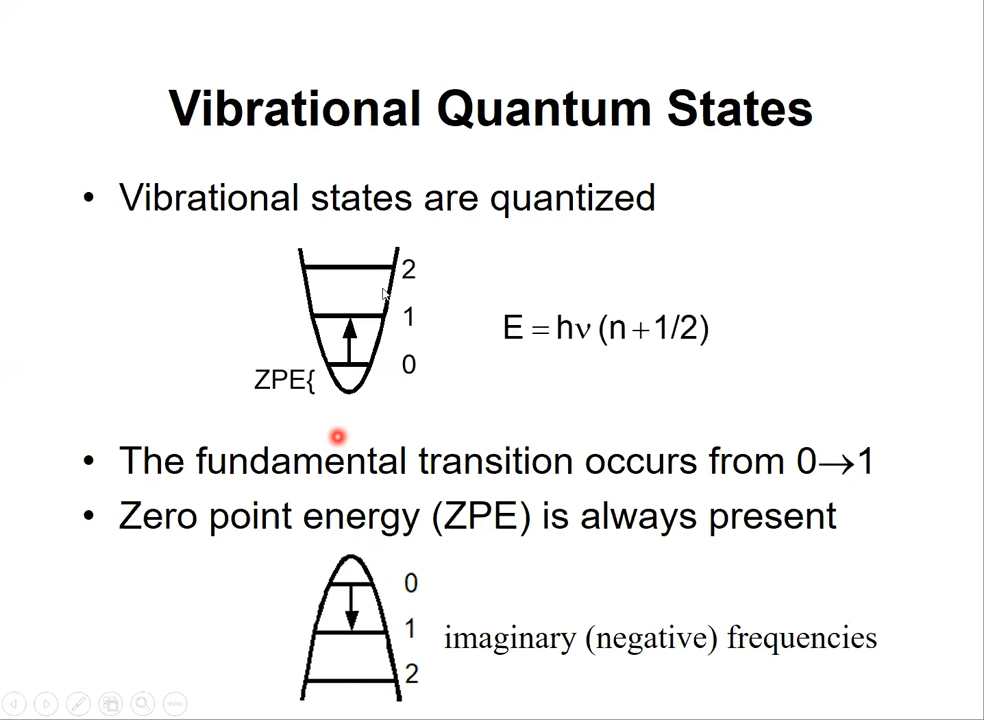 Vibrational Quantum States
• Vibrational states are quantized
2
1
0
ZPE{
E = hν (n + 1/2)
• The fundamental transition occurs from 0→1
• Zero point energy (ZPE) is always present
0
1
2
imaginary (negative) frequencies